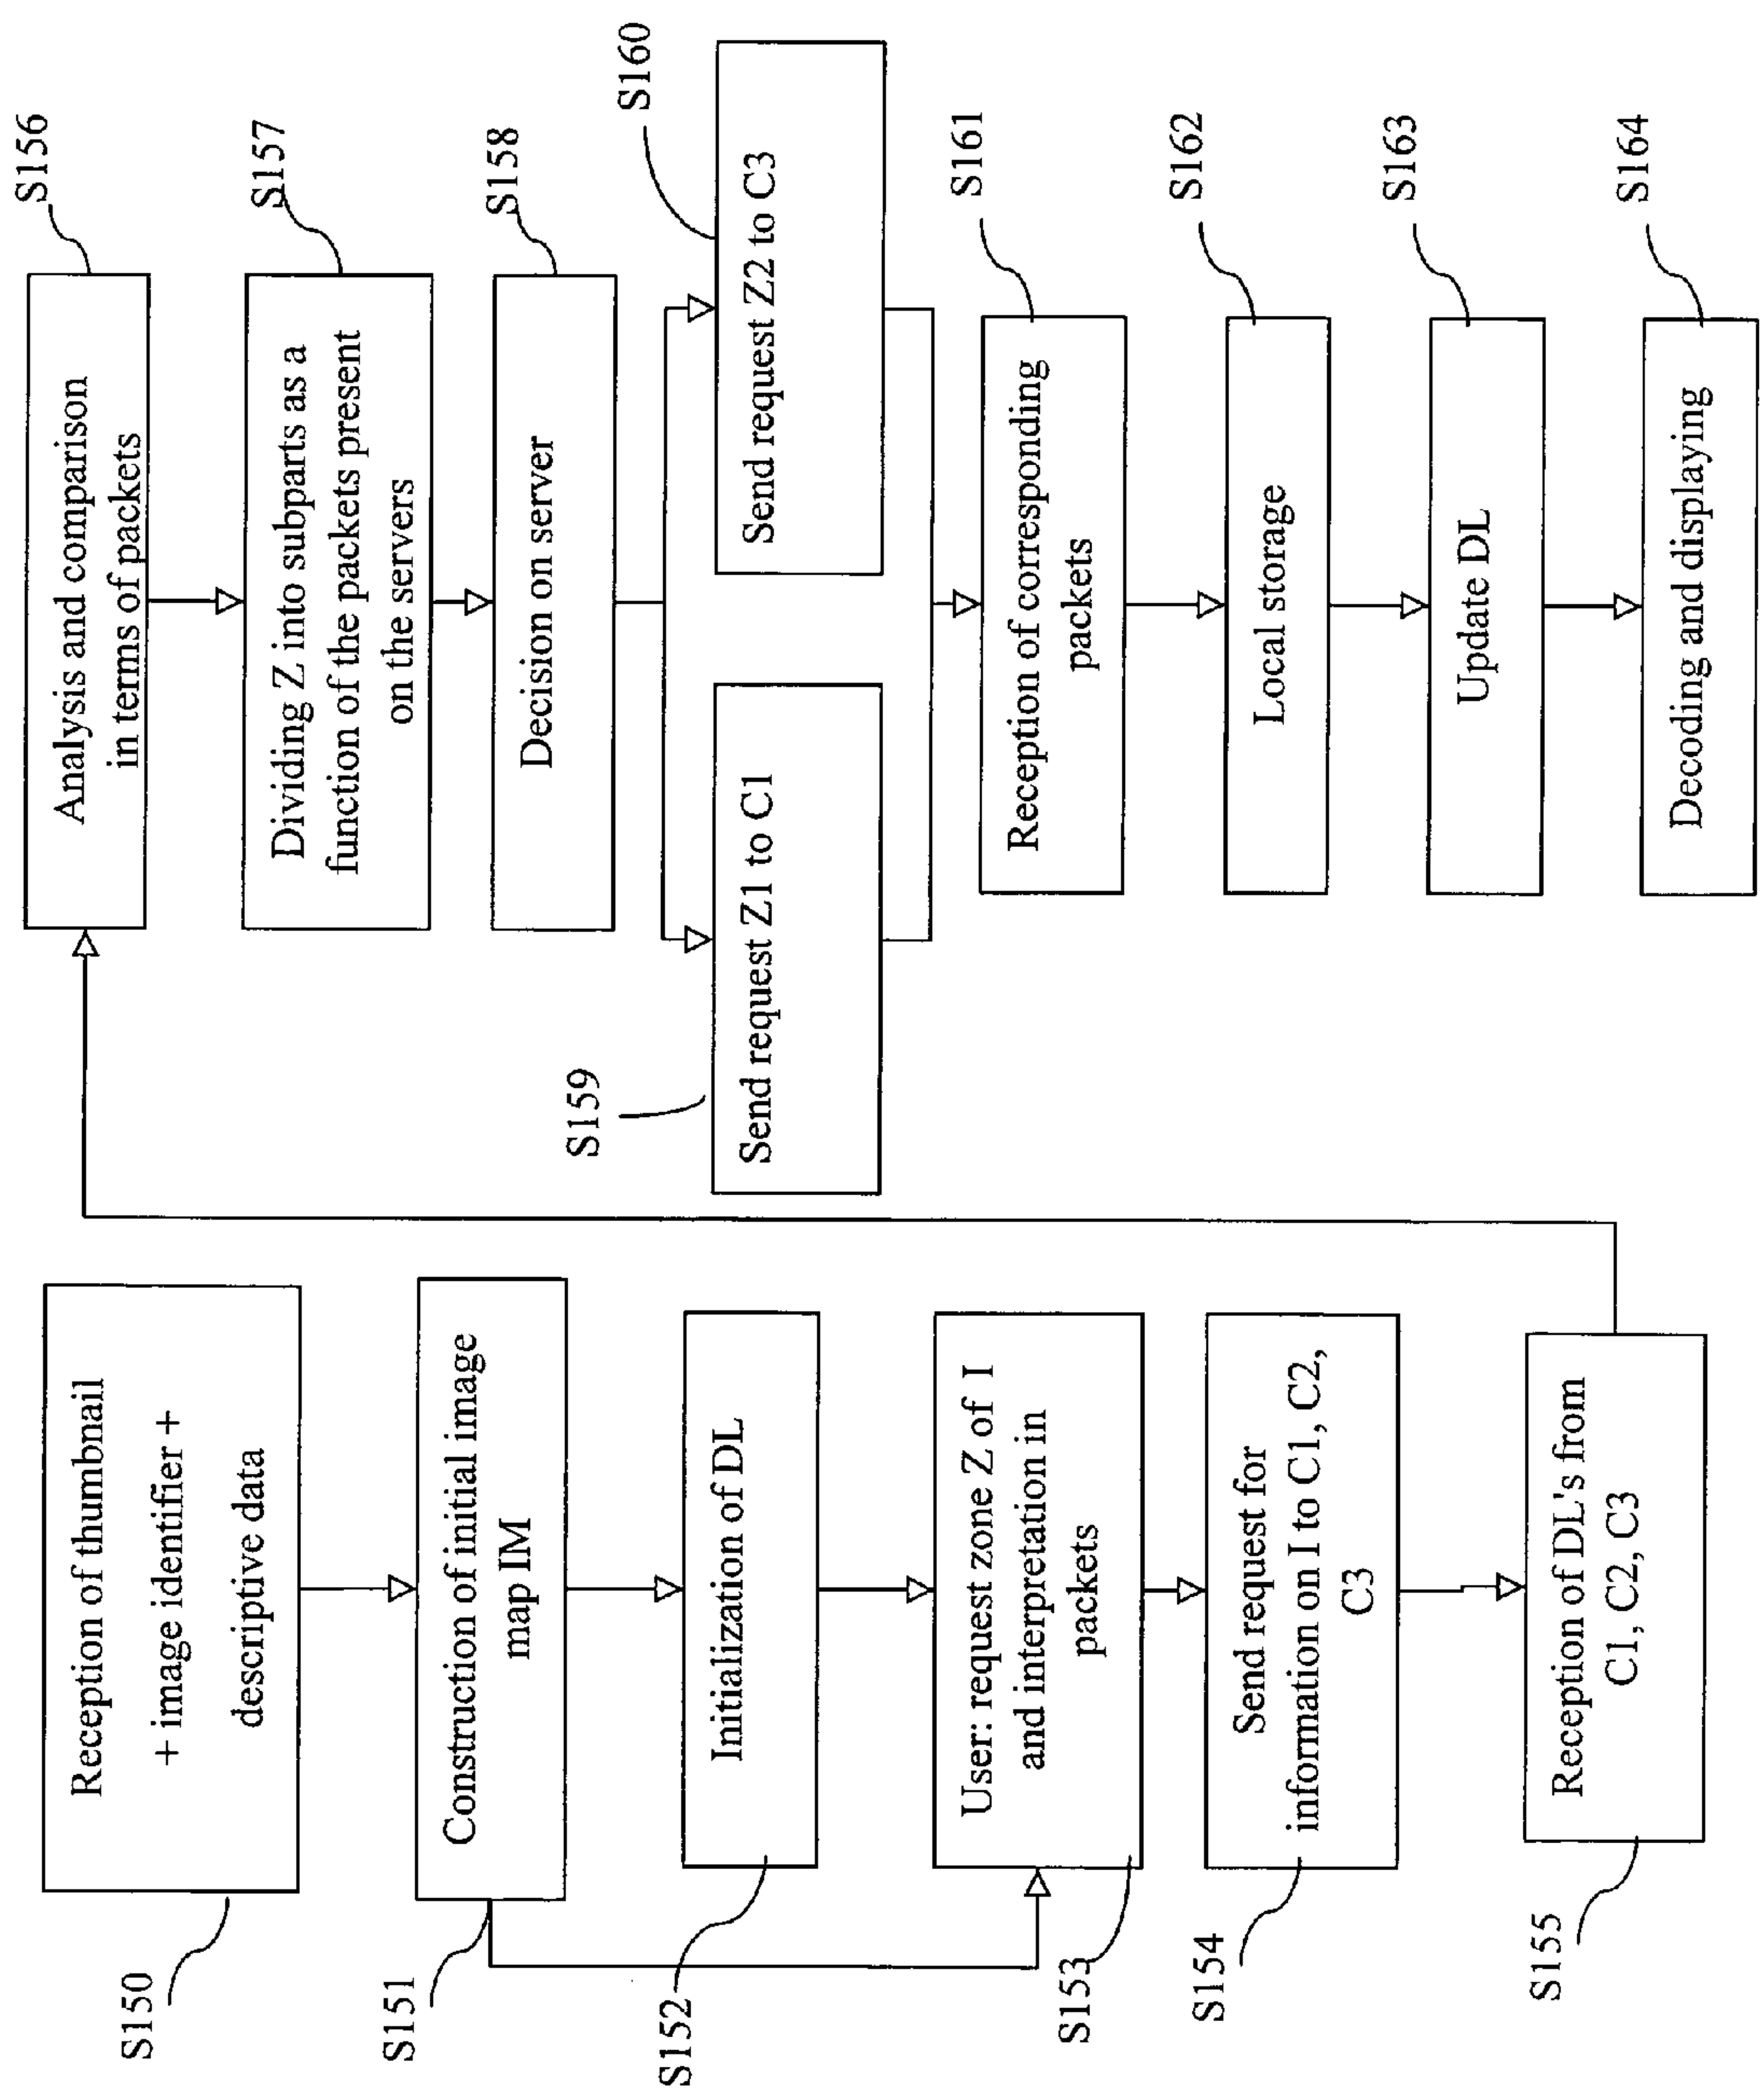 S150
Reception of thumbnail
+ image identifier +
descriptive data
S151
Construction of initial image
map IM
S152
Initialization of DL
S153
User: request zone Z of I
and interpretation in
packets
S154
Send request for
information on I to C1, C2,
C3
S155
Reception of DL's from
C1, C2, C3
S156
Analysis and comparison
in terms of packets
S157
Dividing Z into subparts as a
function of the packets present
on the servers
S158
Decision on server
S159
Send request Z1 to C1
S160
Send request Z2 to C3
S161
Reception of corresponding
packets
S162
Local storage
S163
Update DL
S164
Decoding and displaying